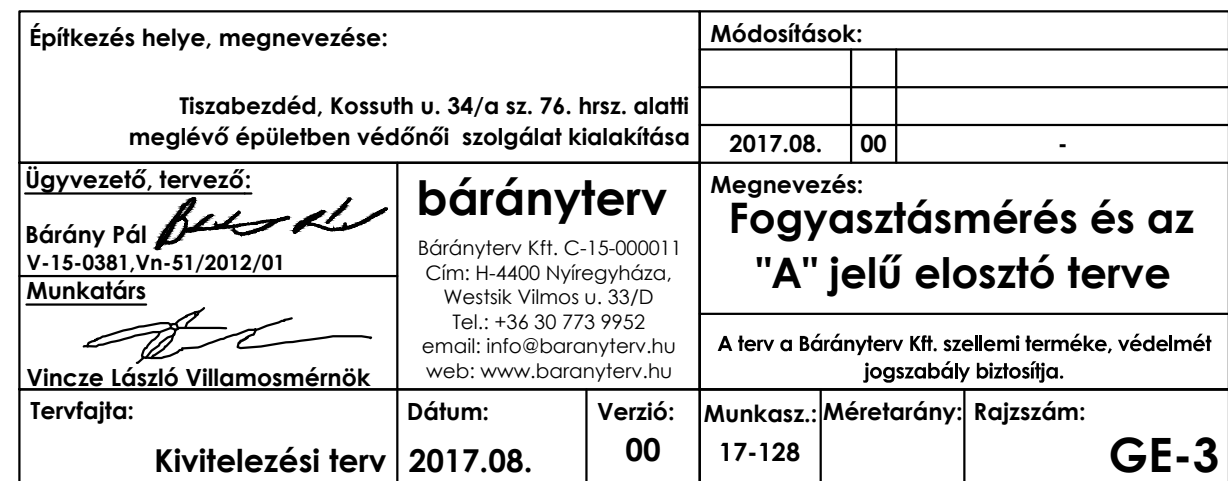 Építkezés helye, megnevezése:
Tiszabezdéd, Kossuth u. 34/a sz. 76. hrsz. alatti
meglévő épületben védőnői szolgálat kialakítása
Módosítások:
2017.08. 00 -
Ügyvezető, tervező:
Bárány Pál
V-15-0381,Vn-51/2012/01
Munkatárs
Vincze László Villamosmérnök
bárányterv
Bárányterv Kft. C-15-000011
Cím: H-4400 Nyíregyháza,
Westsik Vilmos u. 33/D
Tel.: +36 30 773 9952
email: info@baranyterv.hu
web: www.baranyterv.hu
Megnevezés:
Fogyasztásmérés és az
"A" jelű elosztó terve
A terv a Bárányterv Kft. szellemi terméke, védelmét
jogszabály biztosítja.
Tervfajta:
Kivitelezési terv
Dátum:
2017.08.
Verzió:
00
Munkasz.:
17-128
Méretarány:
Rajzszám:
GE-3